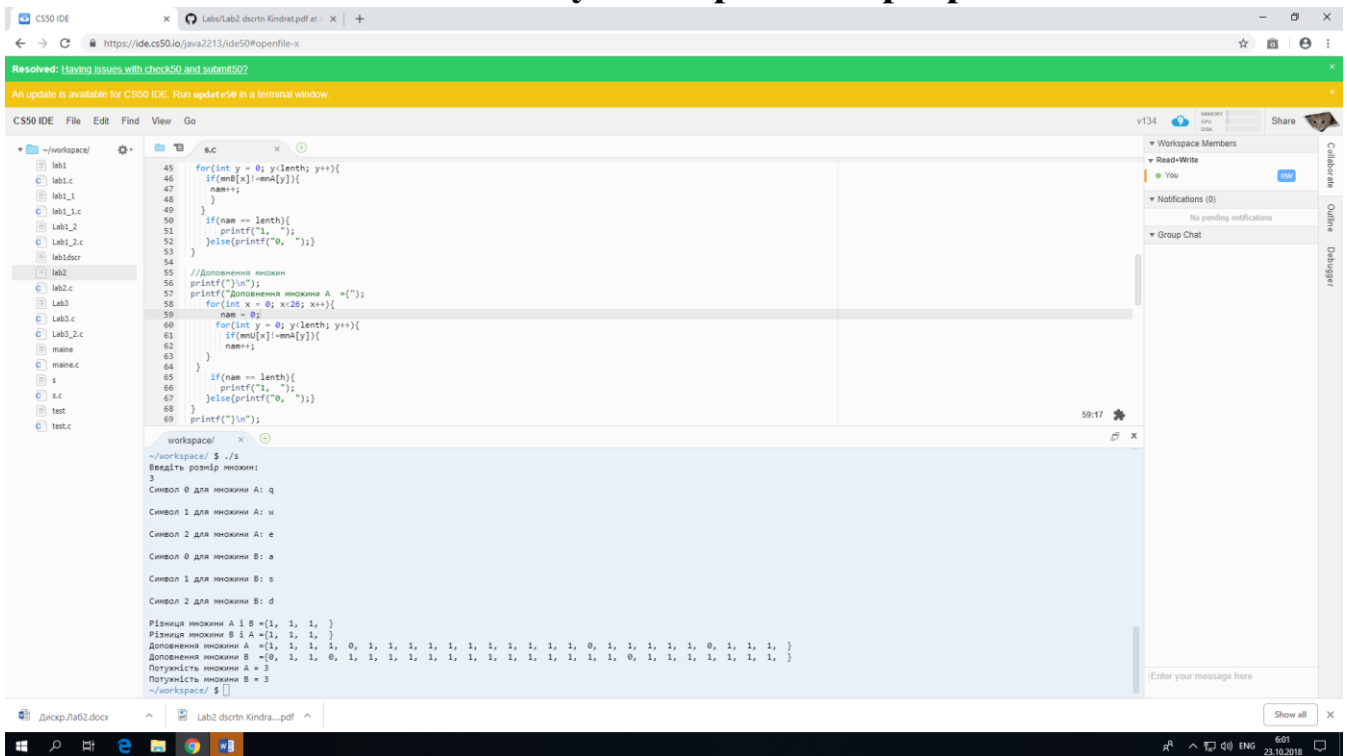 CS50 IDE
Labs/Lab2 dscrtn Kindrat.pdf at
https://ide.cs50.io/java2213/ide50#openfile-x
Resolved: Having issues with check50 and submit50?
An update is available for CS50 IDE. Run update50 in a terminal window.
CS50 IDE File Edit Find View Go
v134 MEMORY CPU DISK Share
~/workspace/
lab1
lab1.c
lab1_1
lab1_1.c
Lab1_2
Lab1_2.c
lab1dscr
lab2
lab2.c
Lab3
Lab3.c
Lab3_2.c
maine
maine.c
s
s.c
test
test.c
s.c
45 for(int y = 0; y<lenth; y++){
46 if(mnB[x]!=mnA[y]){
47 nam++;
48 }
49 }
50 if(nam == lenth){
51 printf("1, ");
52 }else{printf("0, ");}
53 }
54
55 //Доповнення множин
56 printf("}\n");
57 printf("Доповнення множини A ={");
58 for(int x = 0; x<26; x++){
59 nam = 0;
60 for(int y = 0; y<lenth; y++){
61 if(mnU[x]!=mnA[y]){
62 nam++;
63 }
64 }
65 if(nam == lenth){
66 printf("1, ");
67 }else{printf("0, ");}
68 }
69 printf("}\n");
59:17
workspace/
~/workspace/ $ ./s
Введіть розмір множин:
3
Символ 0 для множини A: q
Символ 1 для множини A: w
Символ 2 для множини A: e
Символ 0 для множини B: a
Символ 1 для множини B: s
Символ 2 для множини B: d
Різниця множини A і B ={1, 1, 1, }
Різниця множини B і A ={1, 1, 1, }
Доповнення множини A ={1, 1, 1, 1, 0, 1, 1, 1, 1, 1, 1, 1, 1, 1, 1, 1, 0, 1, 1, 1, 1, 1, 0, 1, 1, 1, }
Доповнення множини B ={0, 1, 1, 0, 1, 1, 1, 1, 1, 1, 1, 1, 1, 1, 1, 1, 1, 1, 0, 1, 1, 1, 1, 1, 1, 1, }
Потужність множини A = 3
Потужність множини B = 3
~/workspace/ $
Workspace Members
Read+Write
You RW
Notifications (0)
No pending notifications
Group Chat
Enter your message here
Collaborate
Outline
Debugger
Дискр.Лаб2.docx
Lab2 dscrtn Kindra....pdf
Show all
ENG
6:01
23.10.2018